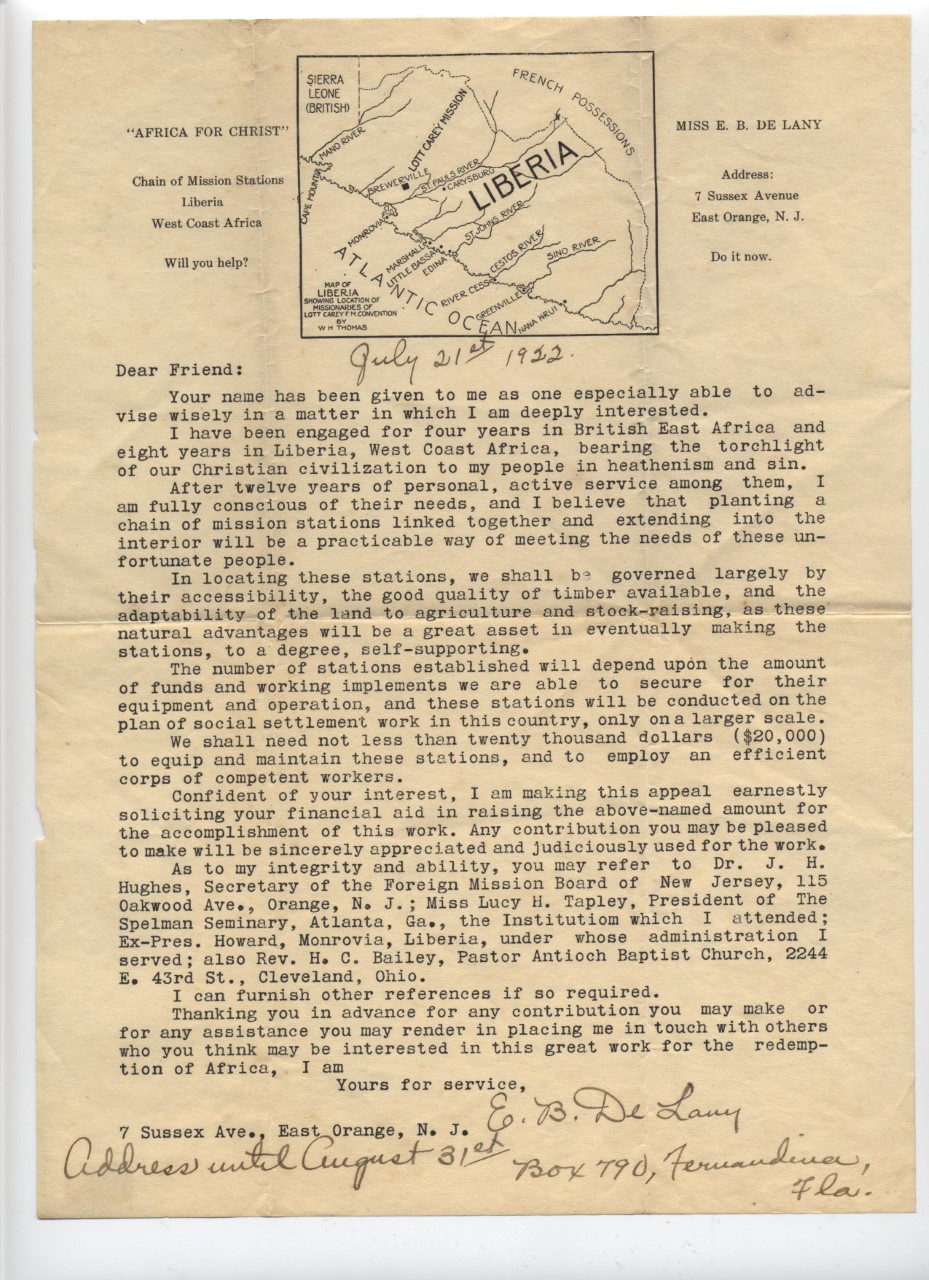 "AFRICA FOR CHRIST"
Chain of Mission Stations
Liberia
West Coast Africa
Will you help?
SIERRA
LEONE
(BRITISH)
FRENCH POSSESSIONS
MANO RIVER
LOTT CAREY MISSION
CAPE MOUNT
BREWERVILLE
ST PAULS RIVER
CARYSBURG
LIBERIA
MONROVIA
ST JOHNS RIVER
MARSHALL
LITTLE BASSA
EDINA
CESTOS RIVER
SINO RIVER
RIVER CESS
GREENVILLE
NANA KRU
ATLANTIC OCEAN
MAP OF
LIBERIA
SHOWING LOCATION OF
MISSIONARIES OF
LOTT CAREY F.M. CONVENTION
BY
W H THOMAS
MISS E. B. DE LANY
Address:
7 Sussex Avenue
East Orange, N. J.
Do it now.
July 21st 1922.
Dear Friend:
Your name has been given to me as one especially able to ad-
vise wisely in a matter in which I am deeply interested.
I have been engaged for four years in British East Africa and
eight years in Liberia, West Coast Africa, bearing the torchlight
of our Christian civilization to my people in heathenism and sin.
After twelve years of personal, active service among them, I
am fully conscious of their needs, and I believe that planting a
chain of mission stations linked together and extending into the
interior will be a practicable way of meeting the needs of these un-
fortunate people.
In locating these stations, we shall be governed largely by
their accessibility, the good quality of timber available, and the
adaptability of the land to agriculture and stock-raising, as these
natural advantages will be a great asset in eventually making the
stations, to a degree, self-supporting.
The number of stations established will depend upon the amount
of funds and working implements we are able to secure for their
equipment and operation, and these stations will be conducted on the
plan of social settlement work in this country, only on a larger scale.
We shall need not less than twenty thousand dollars ($20,000)
to equip and maintain these stations, and to employ an efficient
corps of competent workers.
Confident of your interest, I am making this appeal earnestly
soliciting your financial aid in raising the above-named amount for
the accomplishment of this work. Any contribution you may be pleased
to make will be sincerely appreciated and judiciously used for the work.
As to my integrity and ability, you may refer to Dr. J. H.
Hughes, Secretary of the Foreign Mission Board of New Jersey, 115
Oakwood Ave., Orange, N. J.; Miss Lucy H. Tapley, President of The
Spelman Seminary, Atlanta, Ga., the Institutiom which I attended;
Ex-Pres. Howard, Monrovia, Liberia, under whose administration I
served; also Rev. H. C. Bailey, Pastor Antioch Baptist Church, 2244
E. 43rd St., Cleveland, Ohio.
I can furnish other references if so required.
Thanking you in advance for any contribution you may make or
for any assistance you may render in placing me in touch with others
who you think may be interested in this great work for the redemp-
tion of Africa, I am
Yours for service,
E. B. De Lany
7 Sussex Ave., East Orange, N. J.
Address until August 31st Box 790, Fernandina,
Fla.